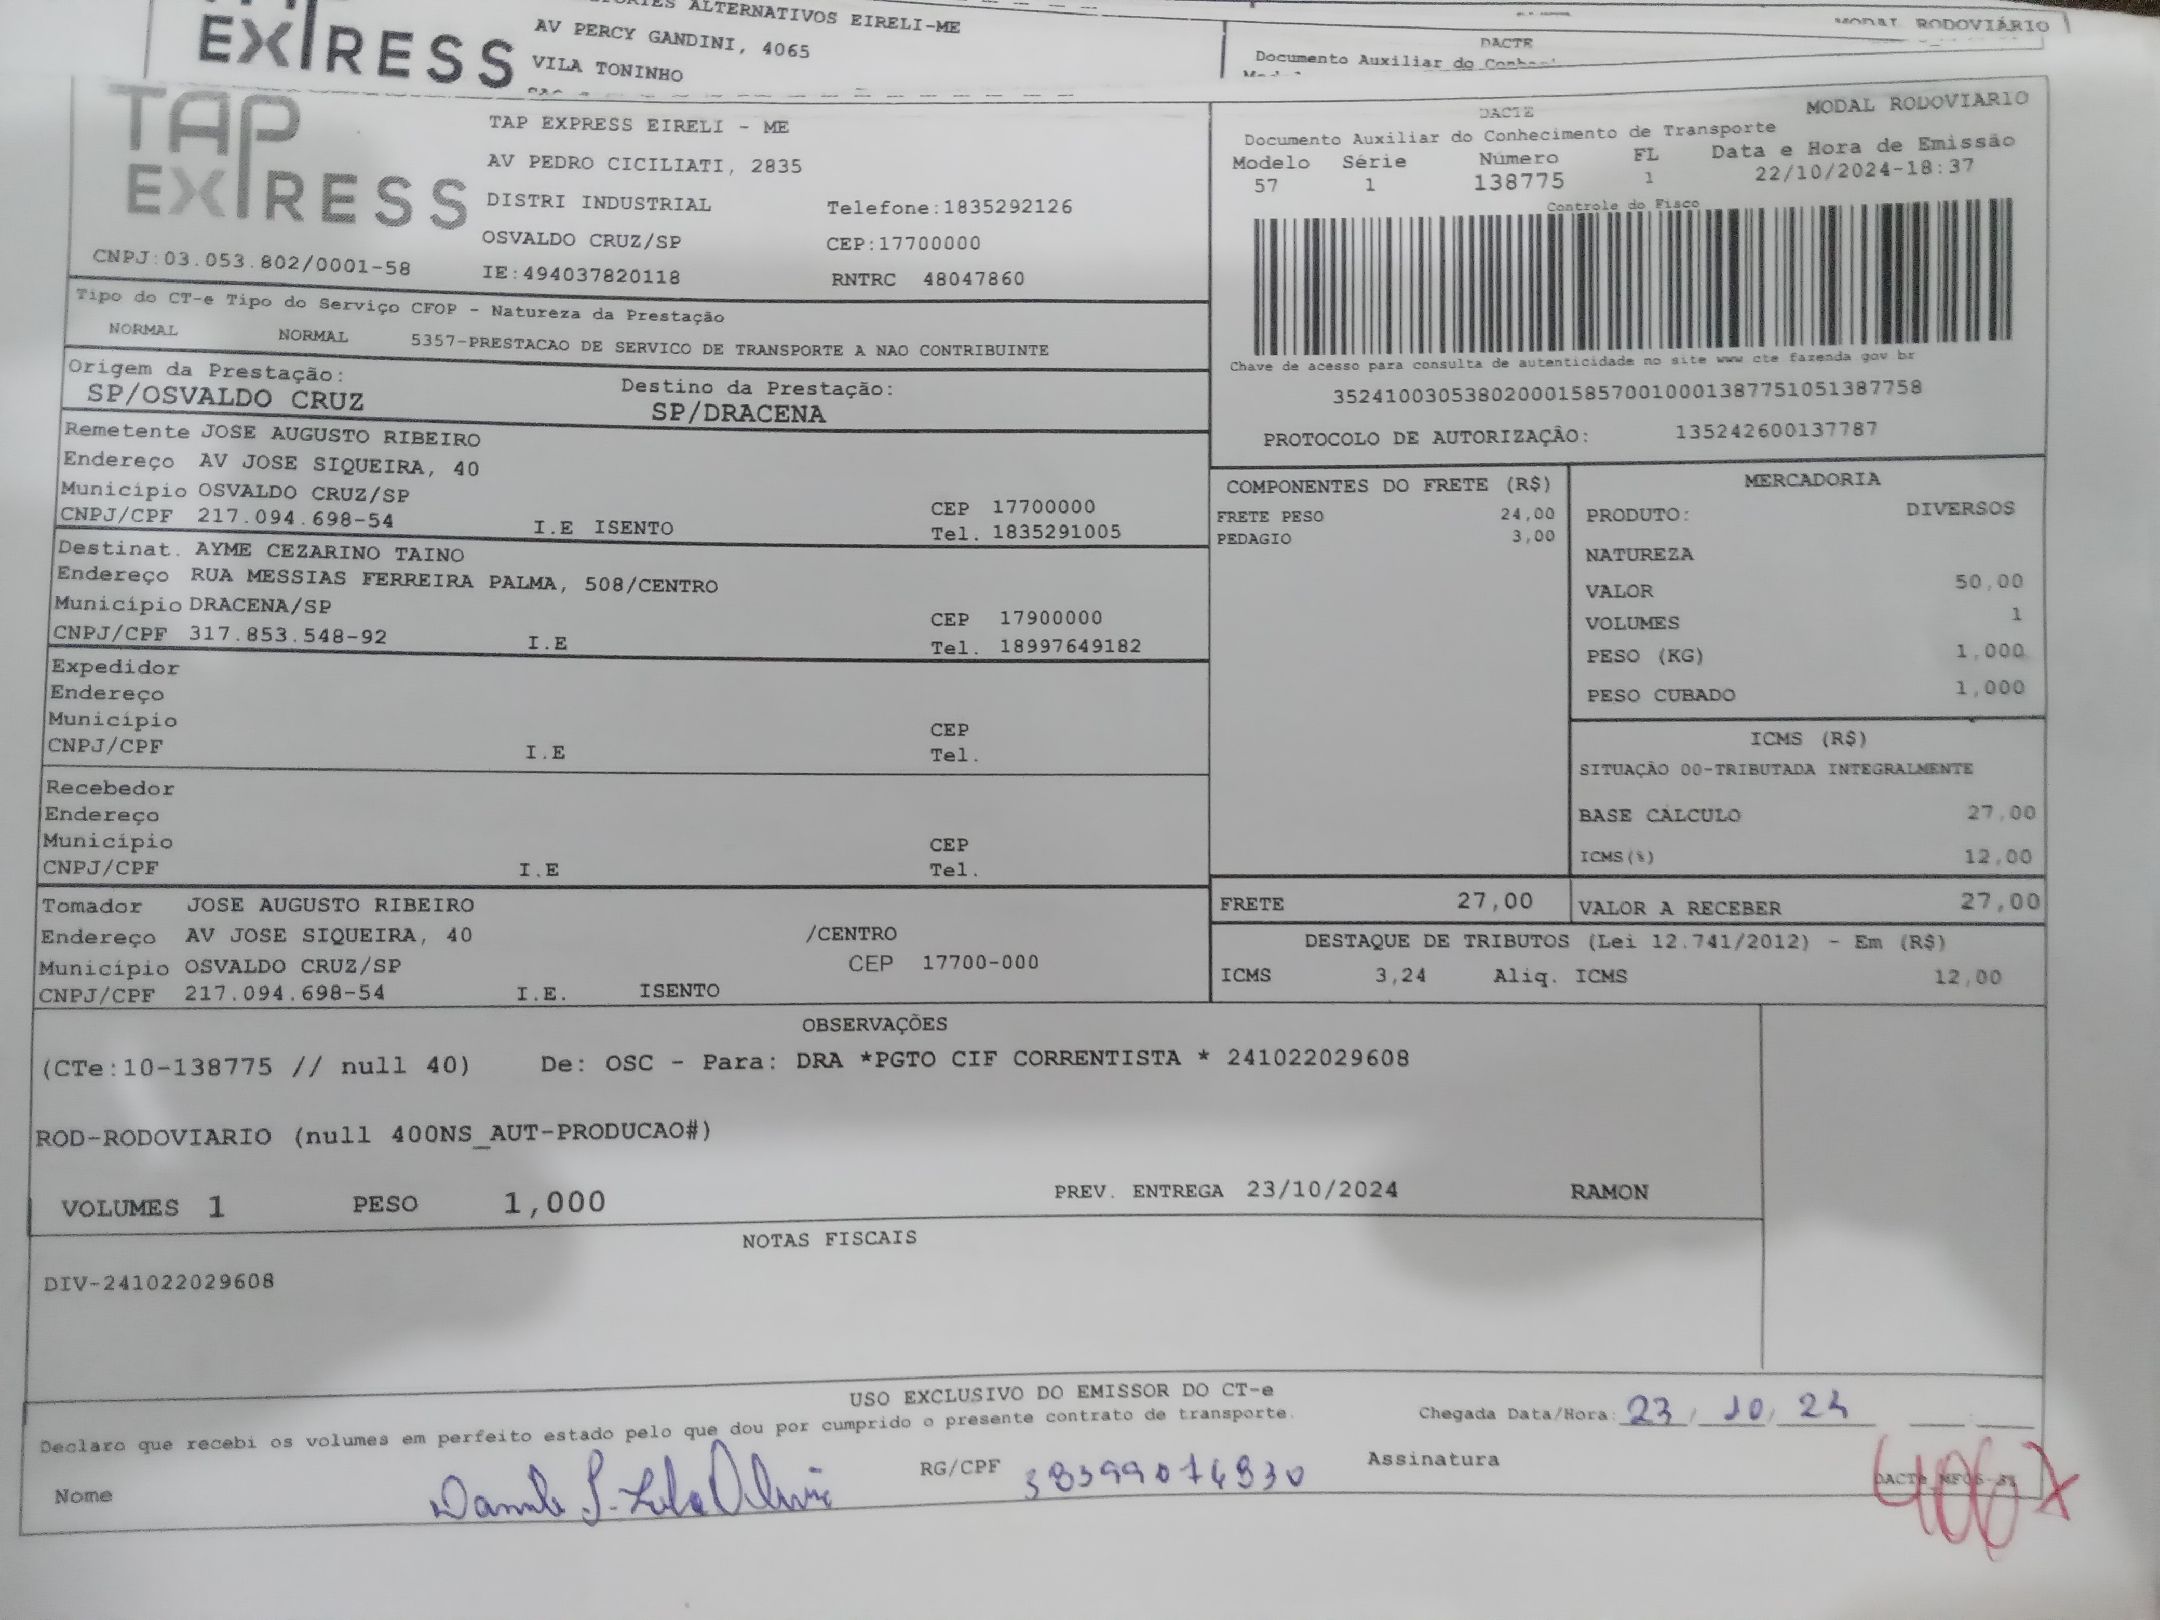 EXPRESS
ALTERNATIVOS EIRELI-ME
AV PERCY GANDINI, 4065
VILA TONINHO
MODAL RODOVIÁRIO
DACTE
Documento Auxiliar do
TAP EXPRESS
TAP EXPRESS EIRELI - ME
AV PEDRO CICILIATI, 2835
DISTRI INDUSTRIAL Telefone:1835292126
OSVALDO CRUZ/SP CEP:17700000
CNPJ:03.053.802/0001-58 IE:494037820118 RNTRC 48047860
DACTE MODAL RODOVIARIO
Documento Auxiliar do Conhecimento de Transporte
Modelo Série Número FL Data e Hora de Emissão
57 1 138775 1 22/10/2024-18:37
Controle do Fisco
Chave de acesso para consulta de autenticidade no site www cte fazenda gov br
35241003053802000158570010001387751051387758
PROTOCOLO DE AUTORIZAÇÃO: 135242600137787
Tipo do CT-e Tipo do Serviço CFOP - Natureza da Prestação
NORMAL NORMAL 5357-PRESTACAO DE SERVICO DE TRANSPORTE A NAO CONTRIBUINTE
Origem da Prestação: Destino da Prestação:
SP/OSVALDO CRUZ SP/DRACENA
Remetente JOSE AUGUSTO RIBEIRO
Endereço AV JOSE SIQUEIRA, 40
Município OSVALDO CRUZ/SP CEP 17700000
CNPJ/CPF 217.094.698-54 I.E ISENTO Tel. 1835291005
Destinat. AYME CEZARINO TAINO
Endereço RUA MESSIAS FERREIRA PALMA, 508/CENTRO
Município DRACENA/SP CEP 17900000
CNPJ/CPF 317.853.548-92 I.E Tel. 18997649182
Expedidor
Endereço
Município CEP
CNPJ/CPF I.E Tel.
Recebedor
Endereço
Município CEP
CNPJ/CPF I.E Tel.
Tomador JOSE AUGUSTO RIBEIRO
Endereço AV JOSE SIQUEIRA, 40 /CENTRO
Município OSVALDO CRUZ/SP CEP 17700-000
CNPJ/CPF 217.094.698-54 I.E. ISENTO
COMPONENTES DO FRETE (R$)
FRETE PESO 24,00
PEDAGIO 3,00
MERCADORIA
PRODUTO: DIVERSOS
NATUREZA
VALOR 50,00
VOLUMES 1
PESO (KG) 1,000
PESO CUBADO 1,000
ICMS (R$)
SITUAÇÃO 00-TRIBUTADA INTEGRALMENTE
BASE CÁLCULO 27,00
ICMS(%) 12,00
FRETE 27,00 VALOR A RECEBER 27,00
DESTAQUE DE TRIBUTOS (Lei 12.741/2012) - Em (R$)
ICMS 3,24 Aliq. ICMS 12,00
OBSERVAÇÕES
(CTe:10-138775 // null 40) De: OSC - Para: DRA *PGTO CIF CORRENTISTA * 241022029608
ROD-RODOVIARIO (null 400NS_AUT-PRODUCAO#)
VOLUMES 1 PESO 1,000 PREV. ENTREGA 23/10/2024 RAMON
NOTAS FISCAIS
DIV-241022029608
USO EXCLUSIVO DO EMISSOR DO CT-e
Declaro que recebi os volumes em perfeito estado pelo que dou por cumprido o presente contrato de transporte. Chegada Data/Hora: 23/10/24
Nome RG/CPF Assinatura